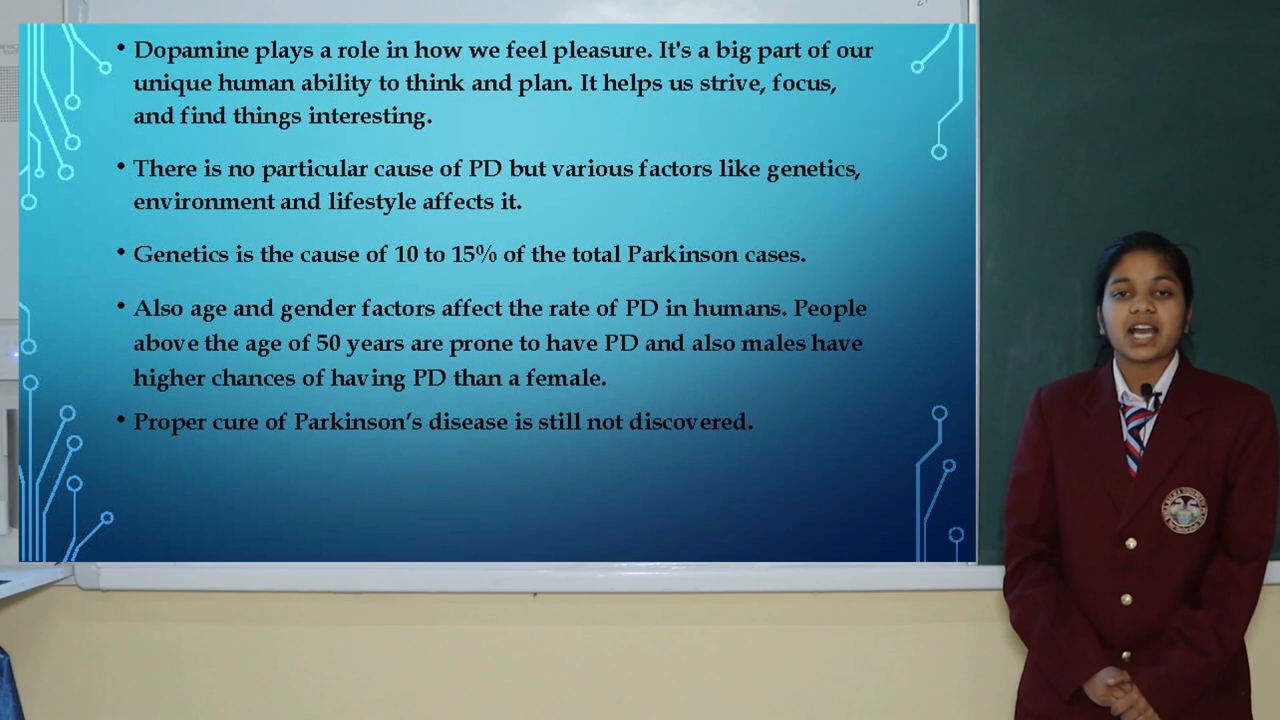 • Dopamine plays a role in how we feel pleasure. It's a big part of our
unique human ability to think and plan. It helps us strive, focus,
and find things interesting.
• There is no particular cause of PD but various factors like genetics,
environment and lifestyle affects it.
• Genetics is the cause of 10 to 15% of the total Parkinson cases.
• Also age and gender factors affect the rate of PD in humans. People
above the age of 50 years are prone to have PD and also males have
higher chances of having PD than a female.
• Proper cure of Parkinson’s disease is still not discovered.